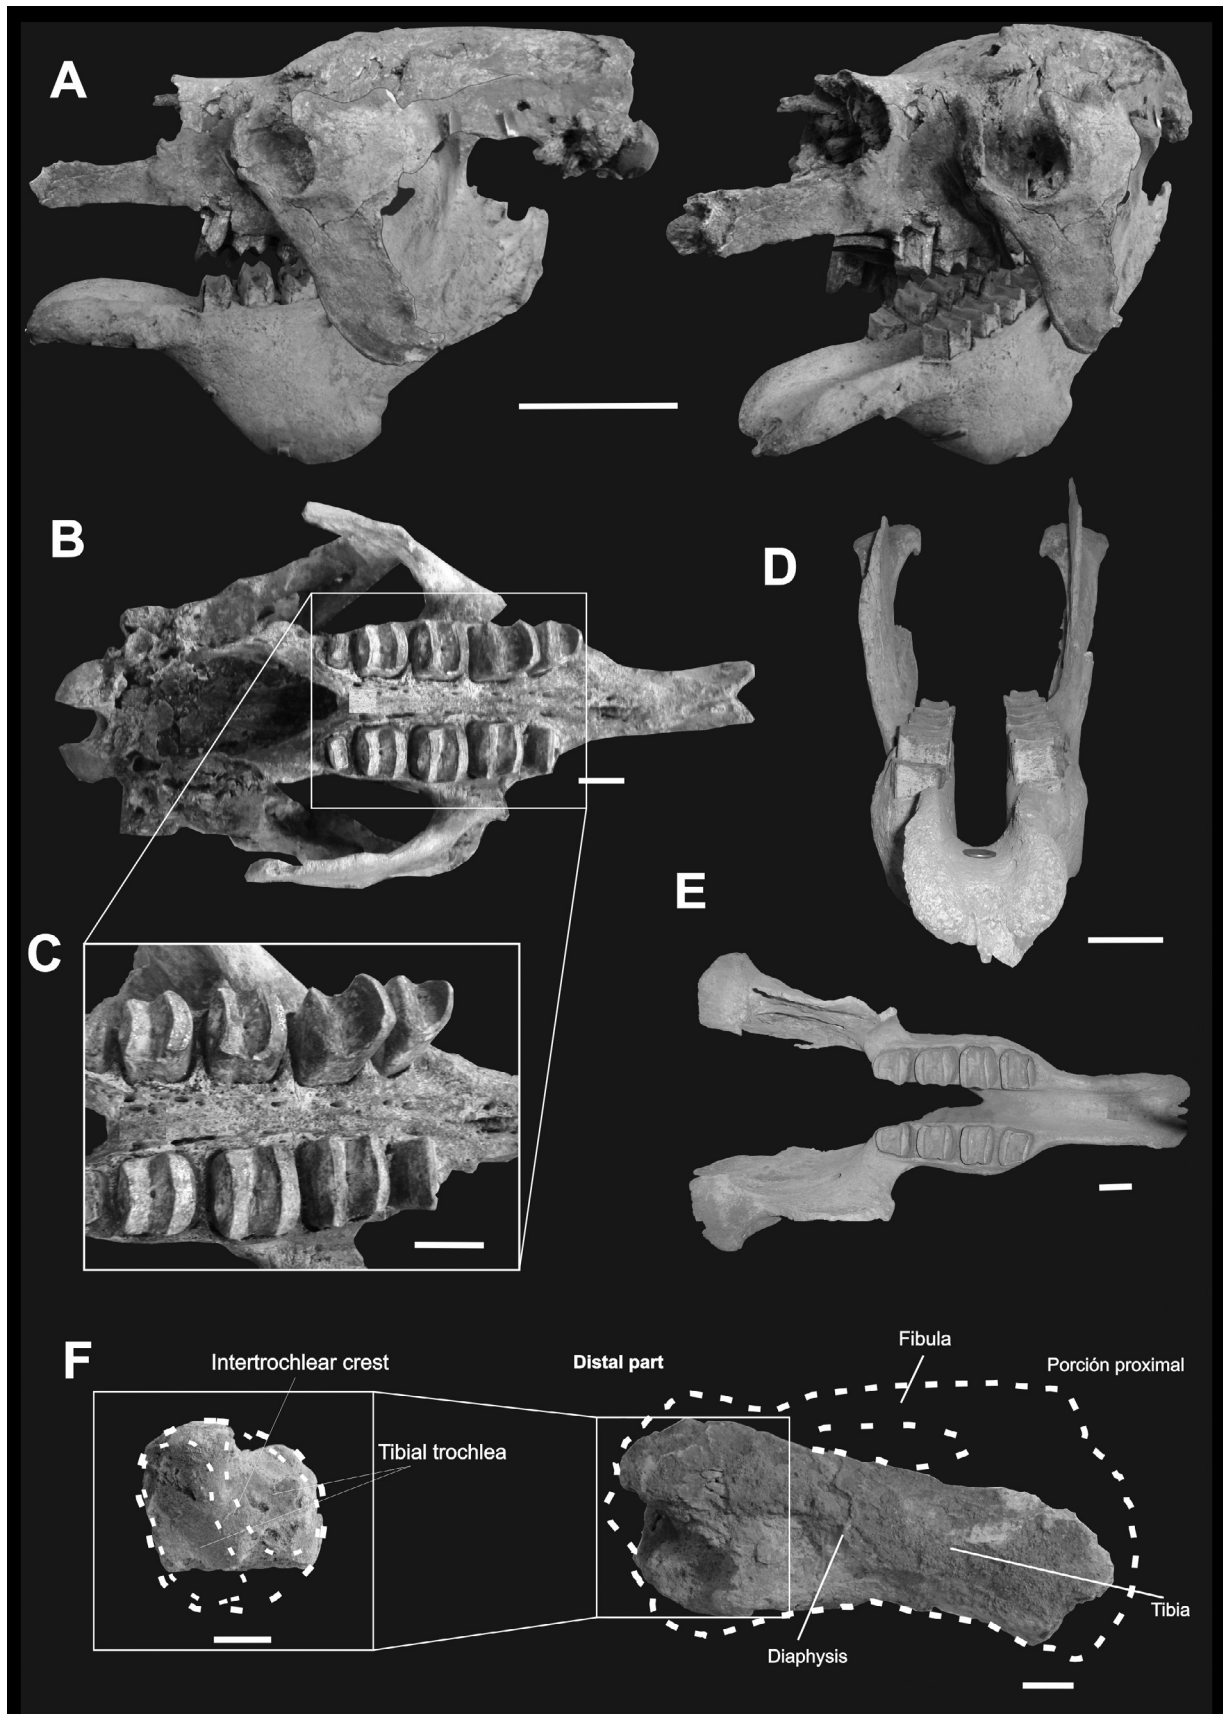 A
B
D
E
C
F
Fibula
Intertrochlear crest
Distal part
Porción proximal
Tibial trochlea
Tibia
Diaphysis